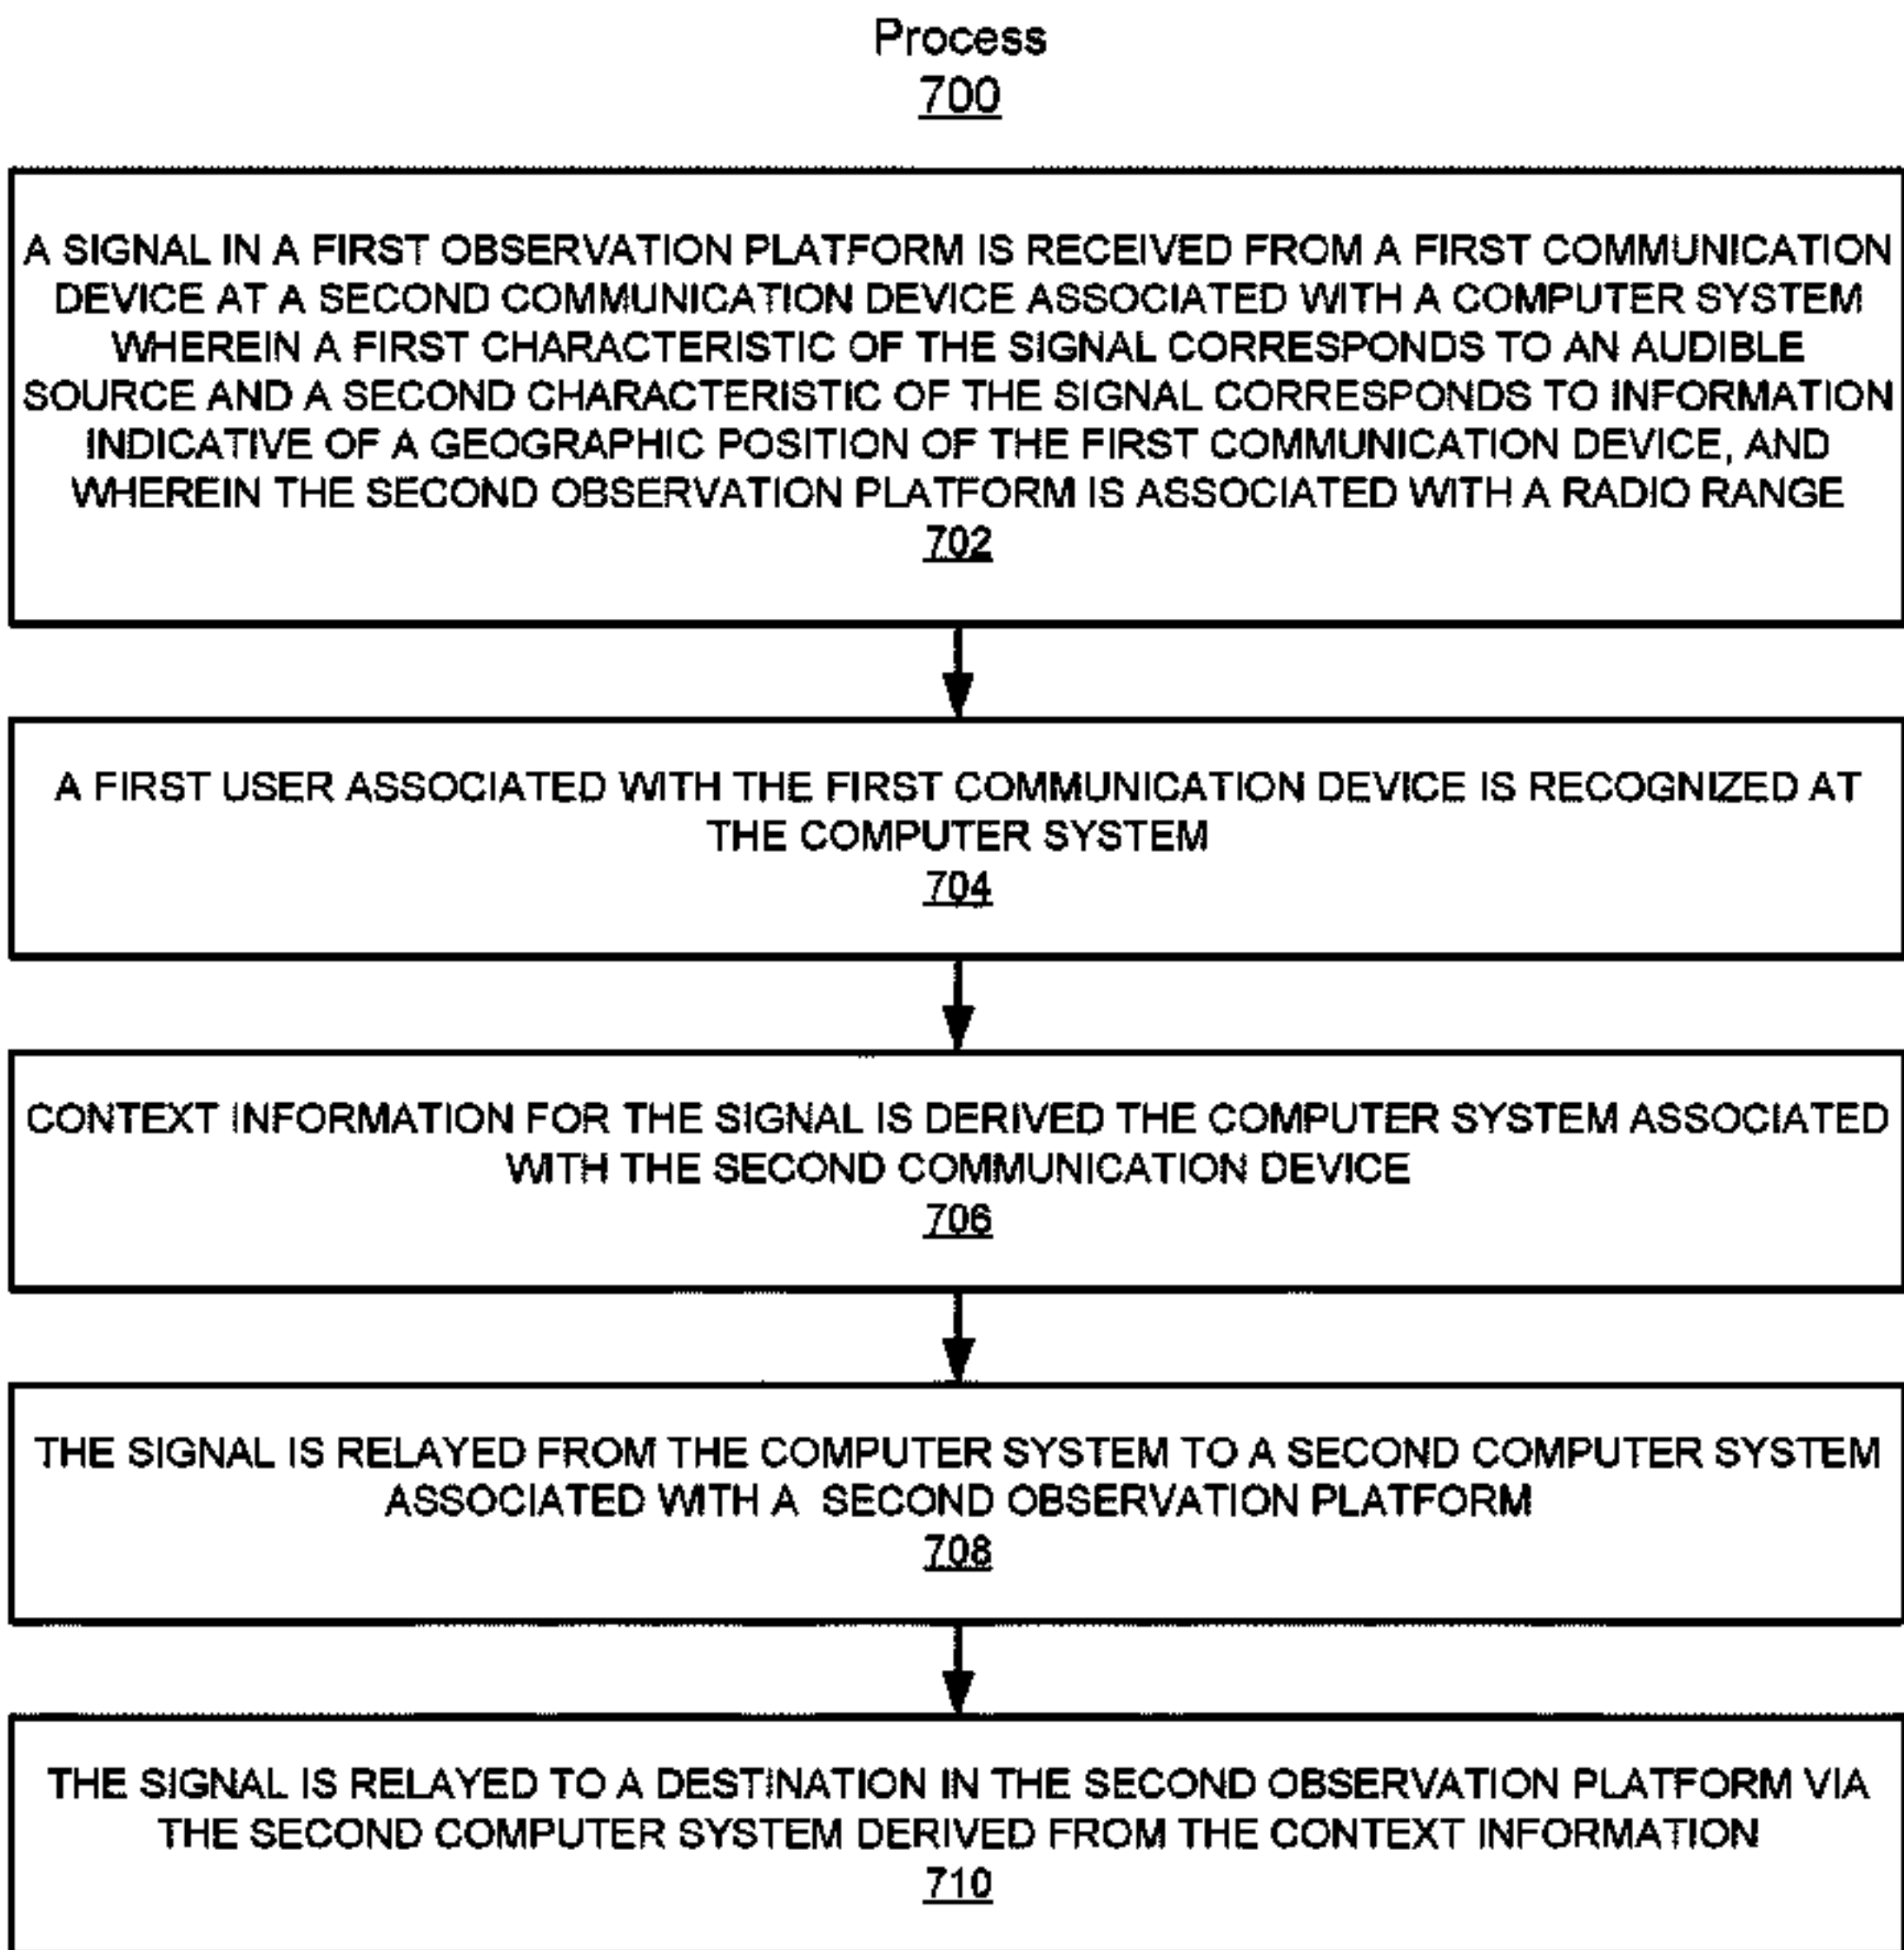 Process
700
A SIGNAL IN A FIRST OBSERVATION PLATFORM IS RECEIVED FROM A FIRST COMMUNICATION
DEVICE AT A SECOND COMMUNICATION DEVICE ASSOCIATED WITH A COMPUTER SYSTEM
WHEREIN A FIRST CHARACTERISTIC OF THE SIGNAL CORRESPONDS TO AN AUDIBLE
SOURCE AND A SECOND CHARACTERISTIC OF THE SIGNAL CORRESPONDS TO INFORMATION
INDICATIVE OF A GEOGRAPHIC POSITION OF THE FIRST COMMUNICATION DEVICE, AND
WHEREIN THE SECOND OBSERVATION PLATFORM IS ASSOCIATED WITH A RADIO RANGE
702
A FIRST USER ASSOCIATED WITH THE FIRST COMMUNICATION DEVICE IS RECOGNIZED AT
THE COMPUTER SYSTEM
704
CONTEXT INFORMATION FOR THE SIGNAL IS DERIVED THE COMPUTER SYSTEM ASSOCIATED
WITH THE SECOND COMMUNICATION DEVICE
706
THE SIGNAL IS RELAYED FROM THE COMPUTER SYSTEM TO A SECOND COMPUTER SYSTEM
ASSOCIATED WITH A SECOND OBSERVATION PLATFORM
708
THE SIGNAL IS RELAYED TO A DESTINATION IN THE SECOND OBSERVATION PLATFORM VIA
THE SECOND COMPUTER SYSTEM DERIVED FROM THE CONTEXT INFORMATION
710